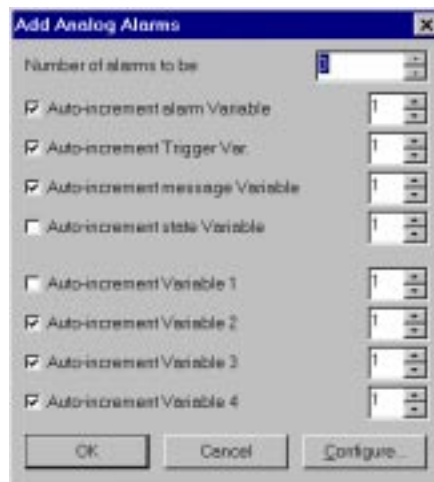 Add Analog Alarms
Number of alarms to be
Auto-increment alarm Variable 1
Auto-increment Trigger Var. 1
Auto-increment message Variable 1
Auto-increment state Variable 1
Auto-increment Variable 1 1
Auto-increment Variable 2 1
Auto-increment Variable 3 1
Auto-increment Variable 4 1
OK Cancel Configure...